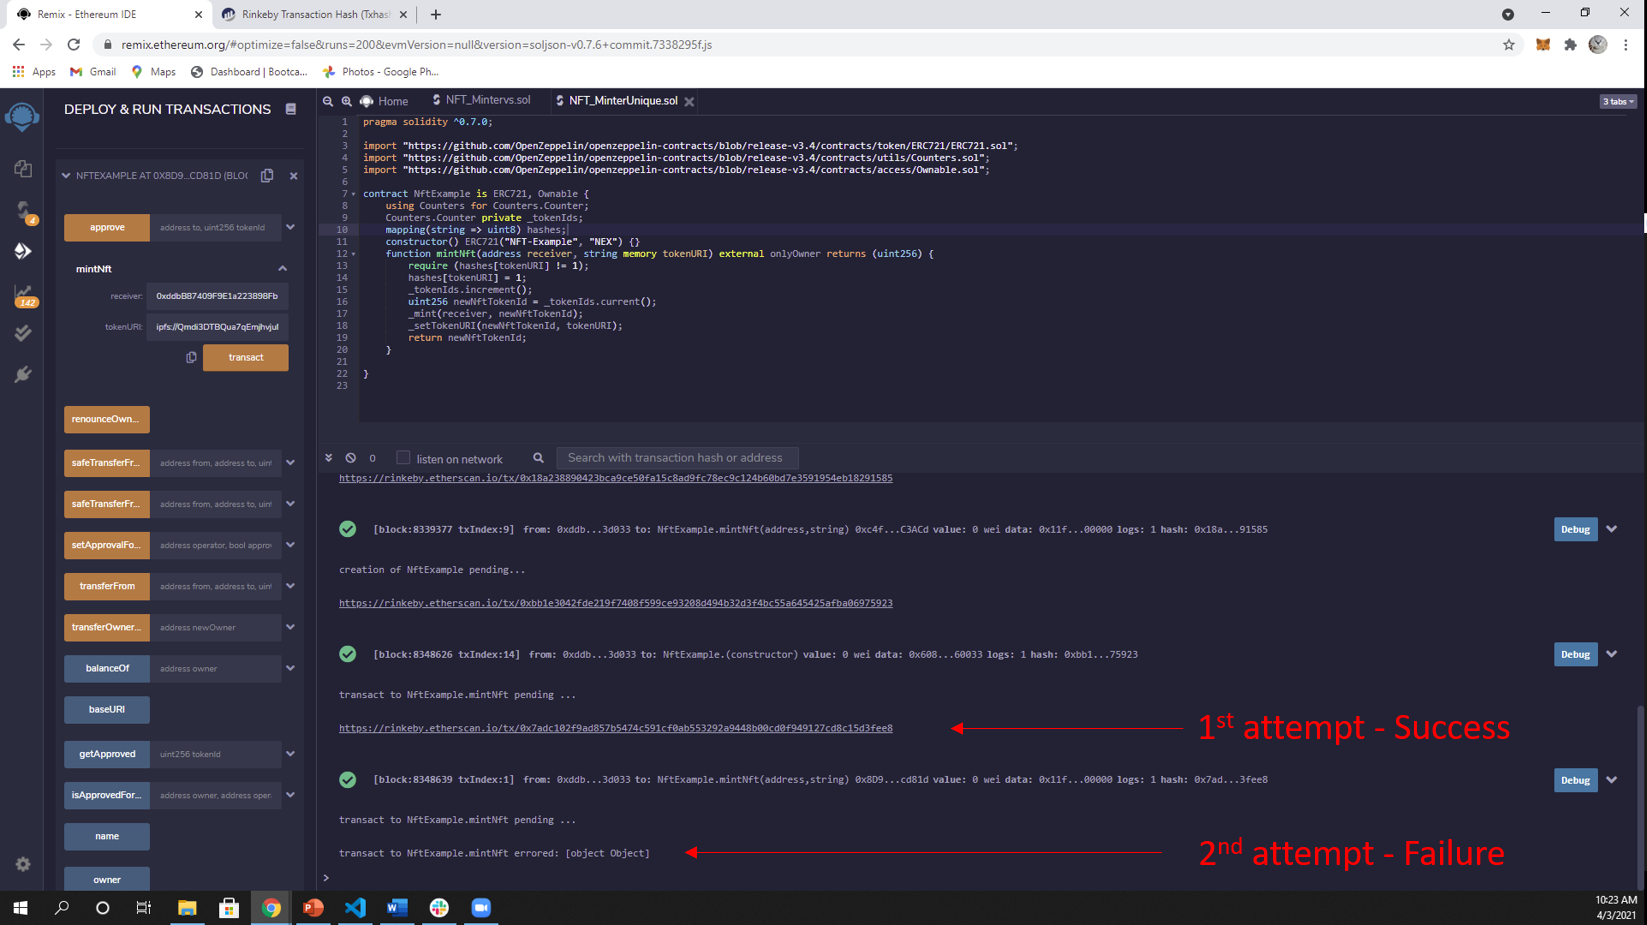 Remix - Ethereum IDE
Rinkeby Transaction Hash (Txhas
remix.ethereum.org/#optimize=false&runs=200&evmVersion=null&version=soljson-v0.7.6+commit.7338295f.js
Apps
Gmail
Maps
Dashboard | Bootca...
Photos - Google Ph...
DEPLOY & RUN TRANSACTIONS
Home
NFT_Mintervs.sol
NFT_MinterUnique.sol
3 tabs
4
142
NFTEXAMPLE AT 0X8D9...CD81D (BLOC
approve
address to, uint256 tokenId
mintNft
receiver:
0xddbB87409F9E1a223898Fb
tokenURI:
ipfs://Qmdi3DTBQua7qEmjhvjul
transact
renounceOwn...
safeTransferFr...
address from, address to, uint
safeTransferFr...
address from, address to, uint
setApprovalFo...
address operator, bool approv
transferFrom
address from, address to, uint
transferOwner...
address newOwner
balanceOf
address owner
baseURI
getApproved
uint256 tokenId
isApprovedFor...
address owner, address oper
name
owner
1 pragma solidity ^0.7.0;
2
3 import "https://github.com/OpenZeppelin/openzeppelin-contracts/blob/release-v3.4/contracts/token/ERC721/ERC721.sol";
4 import "https://github.com/OpenZeppelin/openzeppelin-contracts/blob/release-v3.4/contracts/utils/Counters.sol";
5 import "https://github.com/OpenZeppelin/openzeppelin-contracts/blob/release-v3.4/contracts/access/Ownable.sol";
6
7 contract NftExample is ERC721, Ownable {
8 using Counters for Counters.Counter;
9 Counters.Counter private _tokenIds;
10 mapping(string => uint8) hashes;
11 constructor() ERC721("NFT-Example", "NEX") {}
12 function mintNft(address receiver, string memory tokenURI) external onlyOwner returns (uint256) {
13 require (hashes[tokenURI] != 1);
14 hashes[tokenURI] = 1;
15 _tokenIds.increment();
16 uint256 newNftTokenId = _tokenIds.current();
17 _mint(receiver, newNftTokenId);
18 _setTokenURI(newNftTokenId, tokenURI);
19 return newNftTokenId;
20 }
21
22 }
23
0
listen on network
Search with transaction hash or address
https://rinkeby.etherscan.io/tx/0x18a238890423bca9ce50fa15c8ad9fc78ec9c124b60bd7e3591954eb18291585
[block:8339377 txIndex:9] from: 0xddb...3d033 to: NftExample.mintNft(address,string) 0xc4f...C3ACd value: 0 wei data: 0x11f...00000 logs: 1 hash: 0x18a...91585
Debug
creation of NftExample pending...
https://rinkeby.etherscan.io/tx/0xbb1e3042fde219f7408f599ce93208d494b32d3f4bc55a645425afba06975923
[block:8348626 txIndex:14] from: 0xddb...3d033 to: NftExample.(constructor) value: 0 wei data: 0x608...60033 logs: 1 hash: 0xbb1...75923
Debug
transact to NftExample.mintNft pending ...
https://rinkeby.etherscan.io/tx/0x7adc102f9ad857b5474c591cf0ab553292a9448b00cd0f949127cd8c15d3fee8
1st attempt - Success
[block:8348639 txIndex:1] from: 0xddb...3d033 to: NftExample.mintNft(address,string) 0x8D9...cd81d value: 0 wei data: 0x11f...00000 logs: 1 hash: 0x7ad...3fee8
Debug
transact to NftExample.mintNft pending ...
transact to NftExample.mintNft errored: [object Object]
2nd attempt - Failure
>
10:23 AM
4/3/2021